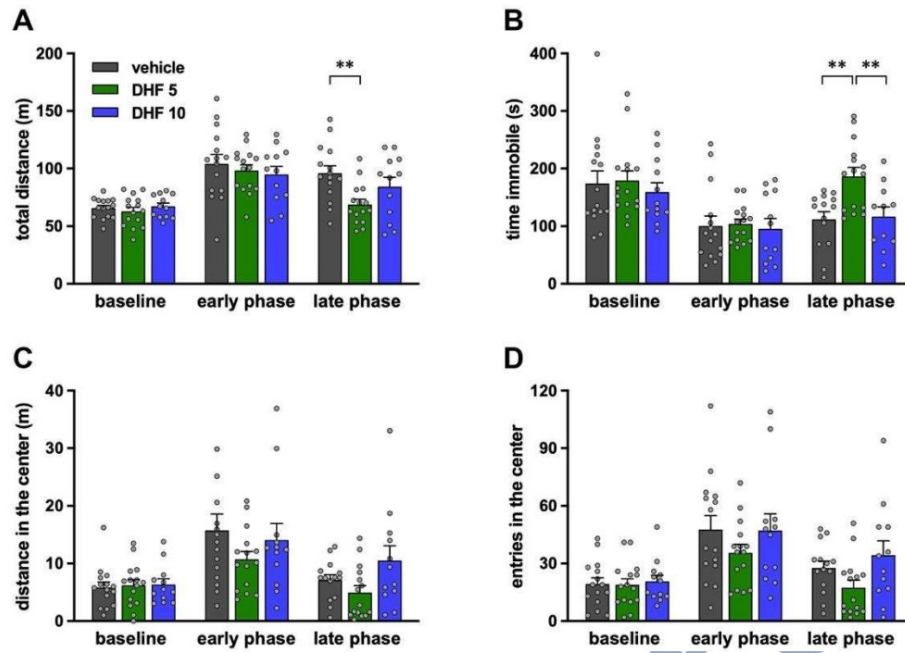 A
200
150
100
50
0
total distance (m)
vehicle
DHF 5
DHF 10
**
baseline early phase late phase
B
400
300
200
100
0
time immobile (s)
** **
baseline early phase late phase
C
40
30
20
10
0
distance in the center (m)
baseline early phase late phase
D
120
90
60
30
0
entries in the center
baseline early phase late phase